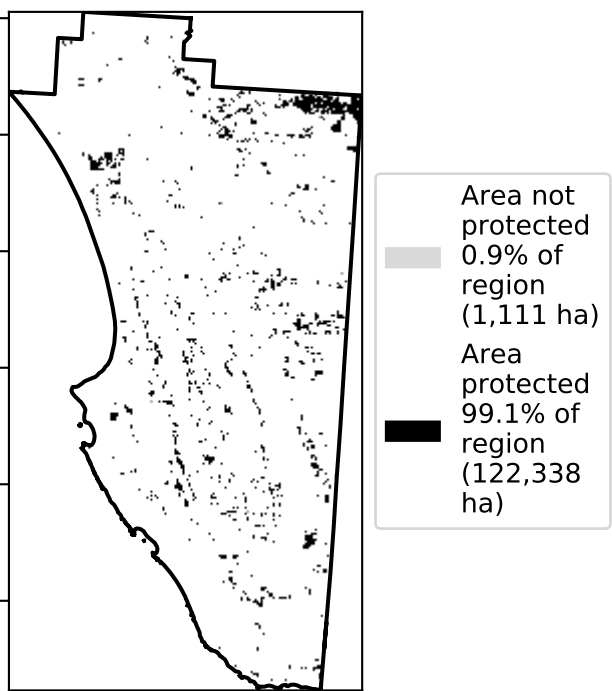 Area not
protected
0.9% of
region
(1,111 ha)
Area
protected
99.1% of
region
(122,338
ha)